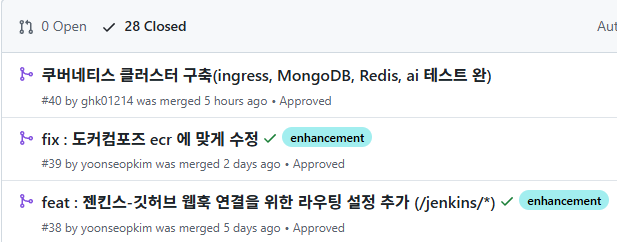 0 Open 28 Closed Aut
쿠버네티스 클러스터 구축(ingress, MongoDB, Redis, ai 테스트 완)
#40 by ghk01214 was merged 5 hours ago • Approved
fix : 도커컴포즈 ecr 에 맞게 수정 enhancement
#39 by yoonseopkim was merged 2 days ago • Approved
feat : 젠킨스-깃허브 웹훅 연결을 위한 라우팅 설정 추가 (/jenkins/*) enhancement
#38 by yoonseopkim was merged 5 days ago • Approved